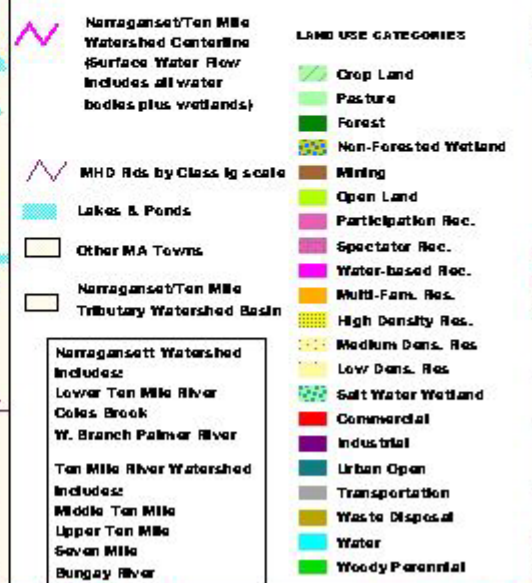 Narraganset/Ten Mile
Watershed Centerline
(Surface Water Flow
includes all water
bodies plus wetlands)
MHD Rds by Class lg scale
Lakes & Ponds
Other MA Towns
Narraganset/Ten Mile
Tributary Watershed Basin
Narragansett Watershed
includes:
Lower Ten Mile River
Coles Brook
W. Branch Palmer River
Ten Mile River Watershed
includes:
Middle Ten Mile
Upper Ten Mile
Seven Mile
Bungay River
LAND USE CATEGORIES
Crop Land
Pasture
Forest
Non-Forested Wetland
Mining
Open Land
Participation Rec.
Spectator Rec.
Water-based Rec.
Multi-Fam. Res.
High Density Res.
Medium Dens. Res
Low Dens. Res
Salt Water Wetland
Commercial
Industrial
Urban Open
Transportation
Waste Disposal
Water
Woody Perennial